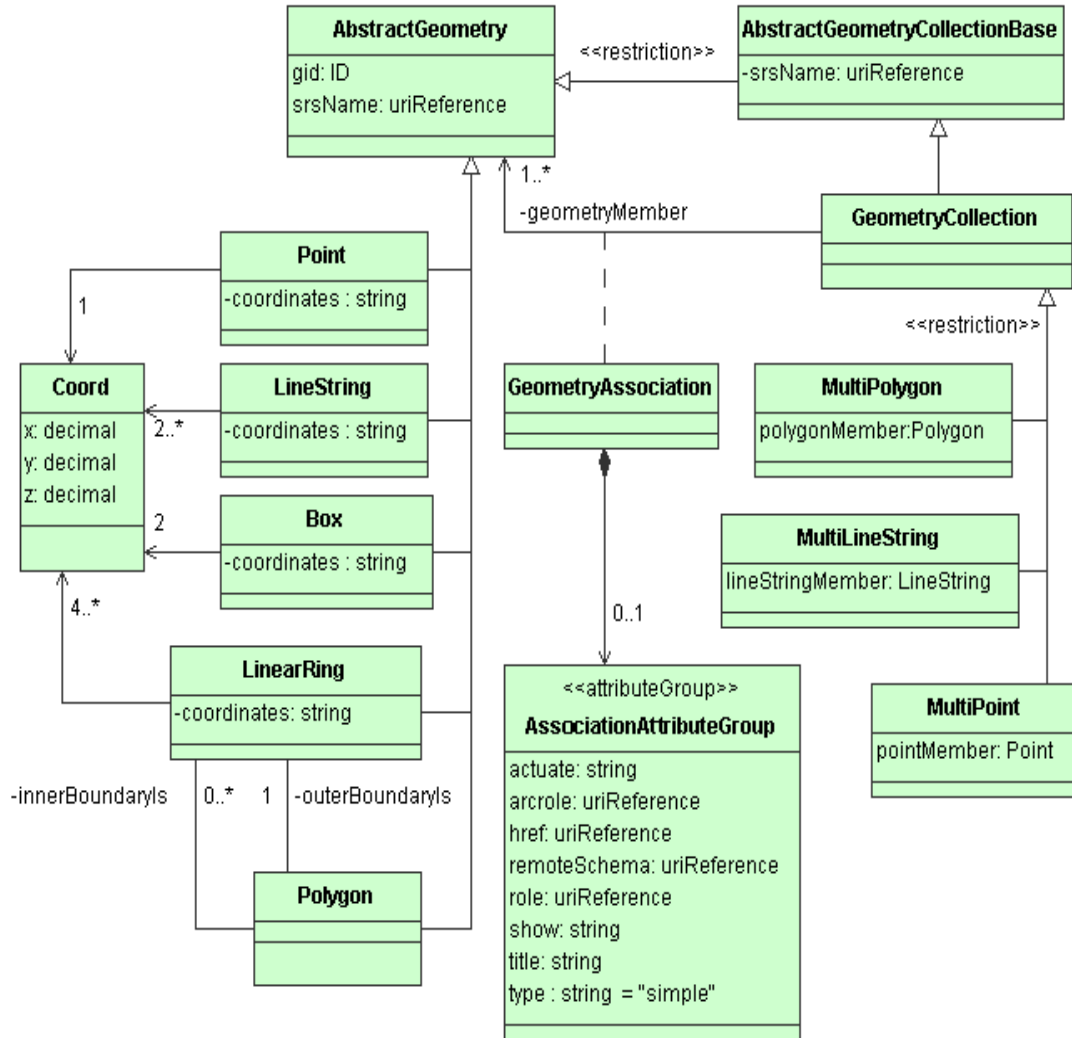 AbstractGeometry
gid: ID
srsName: uriReference
<<restriction>>
AbstractGeometryCollectionBase
-srsName: uriReference
1..*
-geometryMember
GeometryCollection
Point
-coordinates : string
1
<<restriction>>
Coord
x: decimal
y: decimal
z: decimal
LineString
-coordinates: string
2..*
GeometryAssociation
MultiPolygon
polygonMember:Polygon
Box
-coordinates : string
2
MultiLineString
lineStringMember: LineString
4..*
0..1
LinearRing
-coordinates: string
<<attributeGroup>>
AssociationAttributeGroup
actuate: string
arcrole: uriReference
href: uriReference
remoteSchema: uriReference
role: uriReference
show: string
title: string
type : string = "simple"
MultiPoint
pointMember: Point
-innerBoundaryIs
0..*
1
-outerBoundaryIs
Polygon